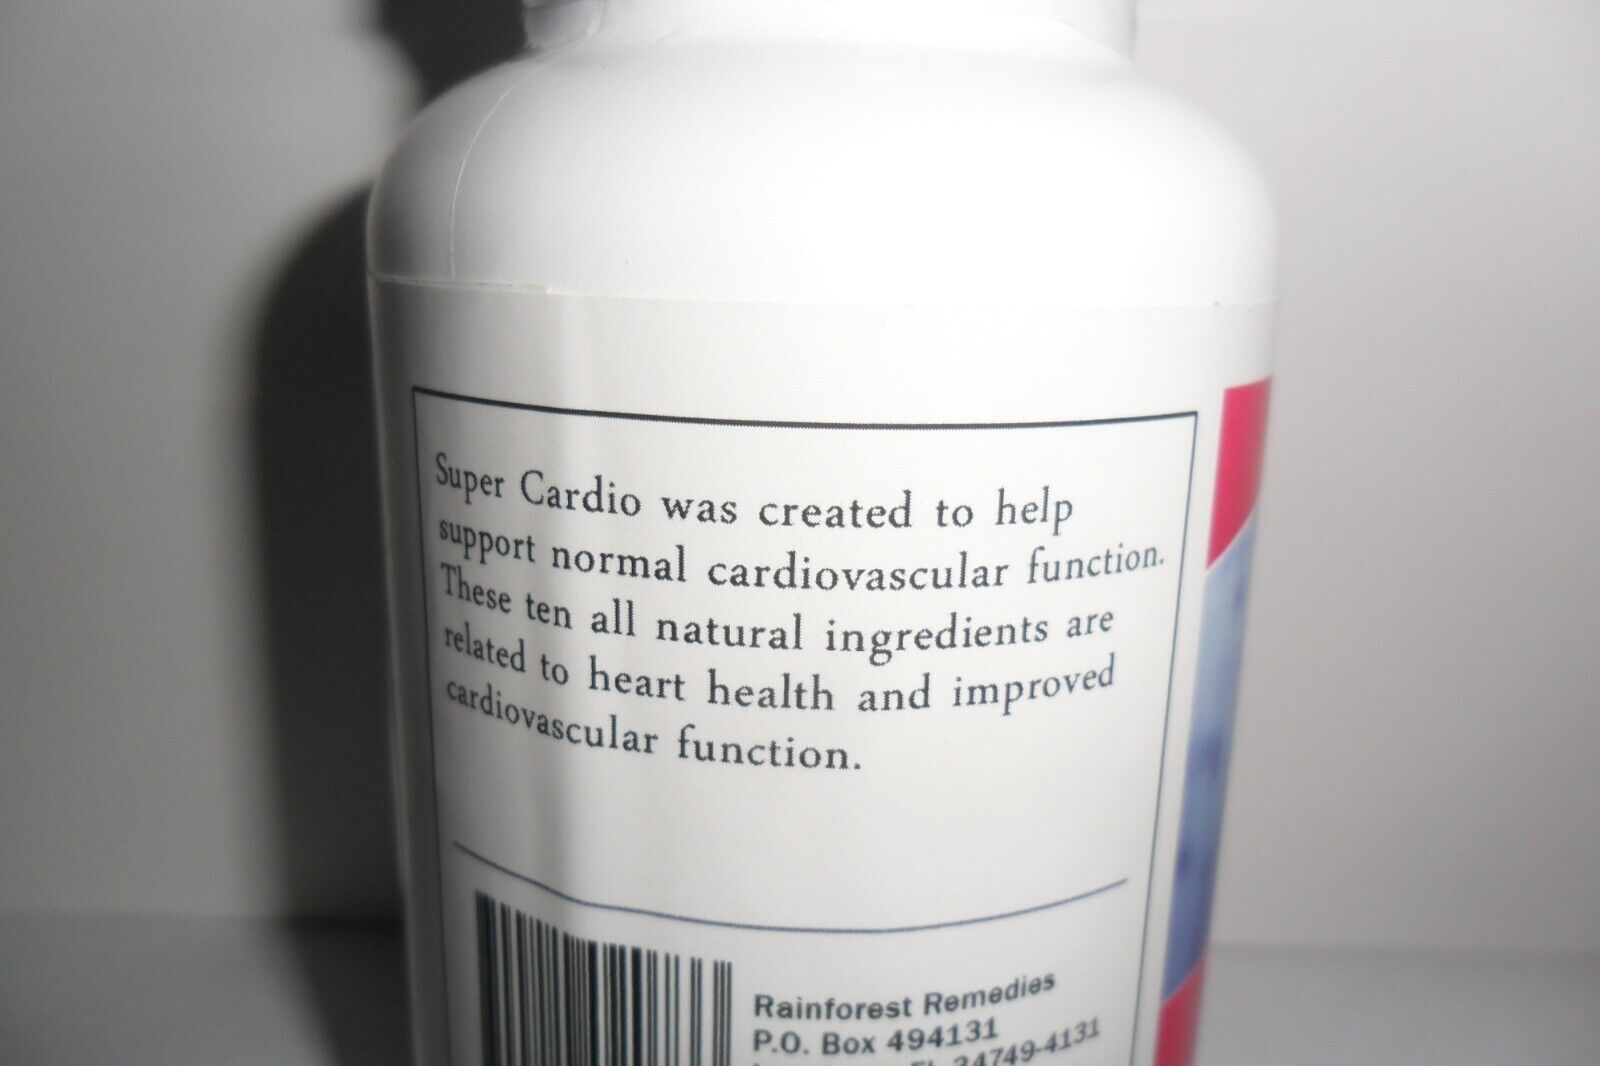 Super Cardio was created to help
support normal cardiovascular function.
These ten all natural ingredients are
related to heart health and improved
cardiovascular function.
Rainforest Remedies
P.O. Box 494131
34749-4131